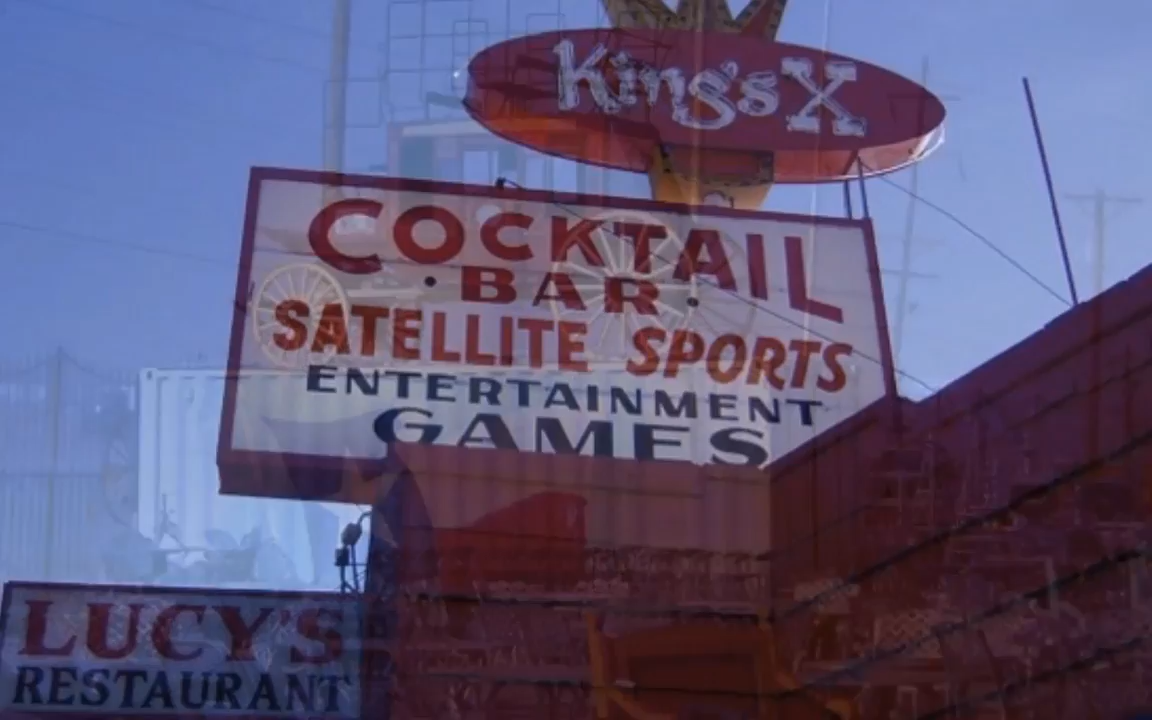 King's X
COCKTAIL
· BAR ·
SATELLITE SPORTS
ENTERTAINMENT
GAMES
LUCY'S
RESTAURANT